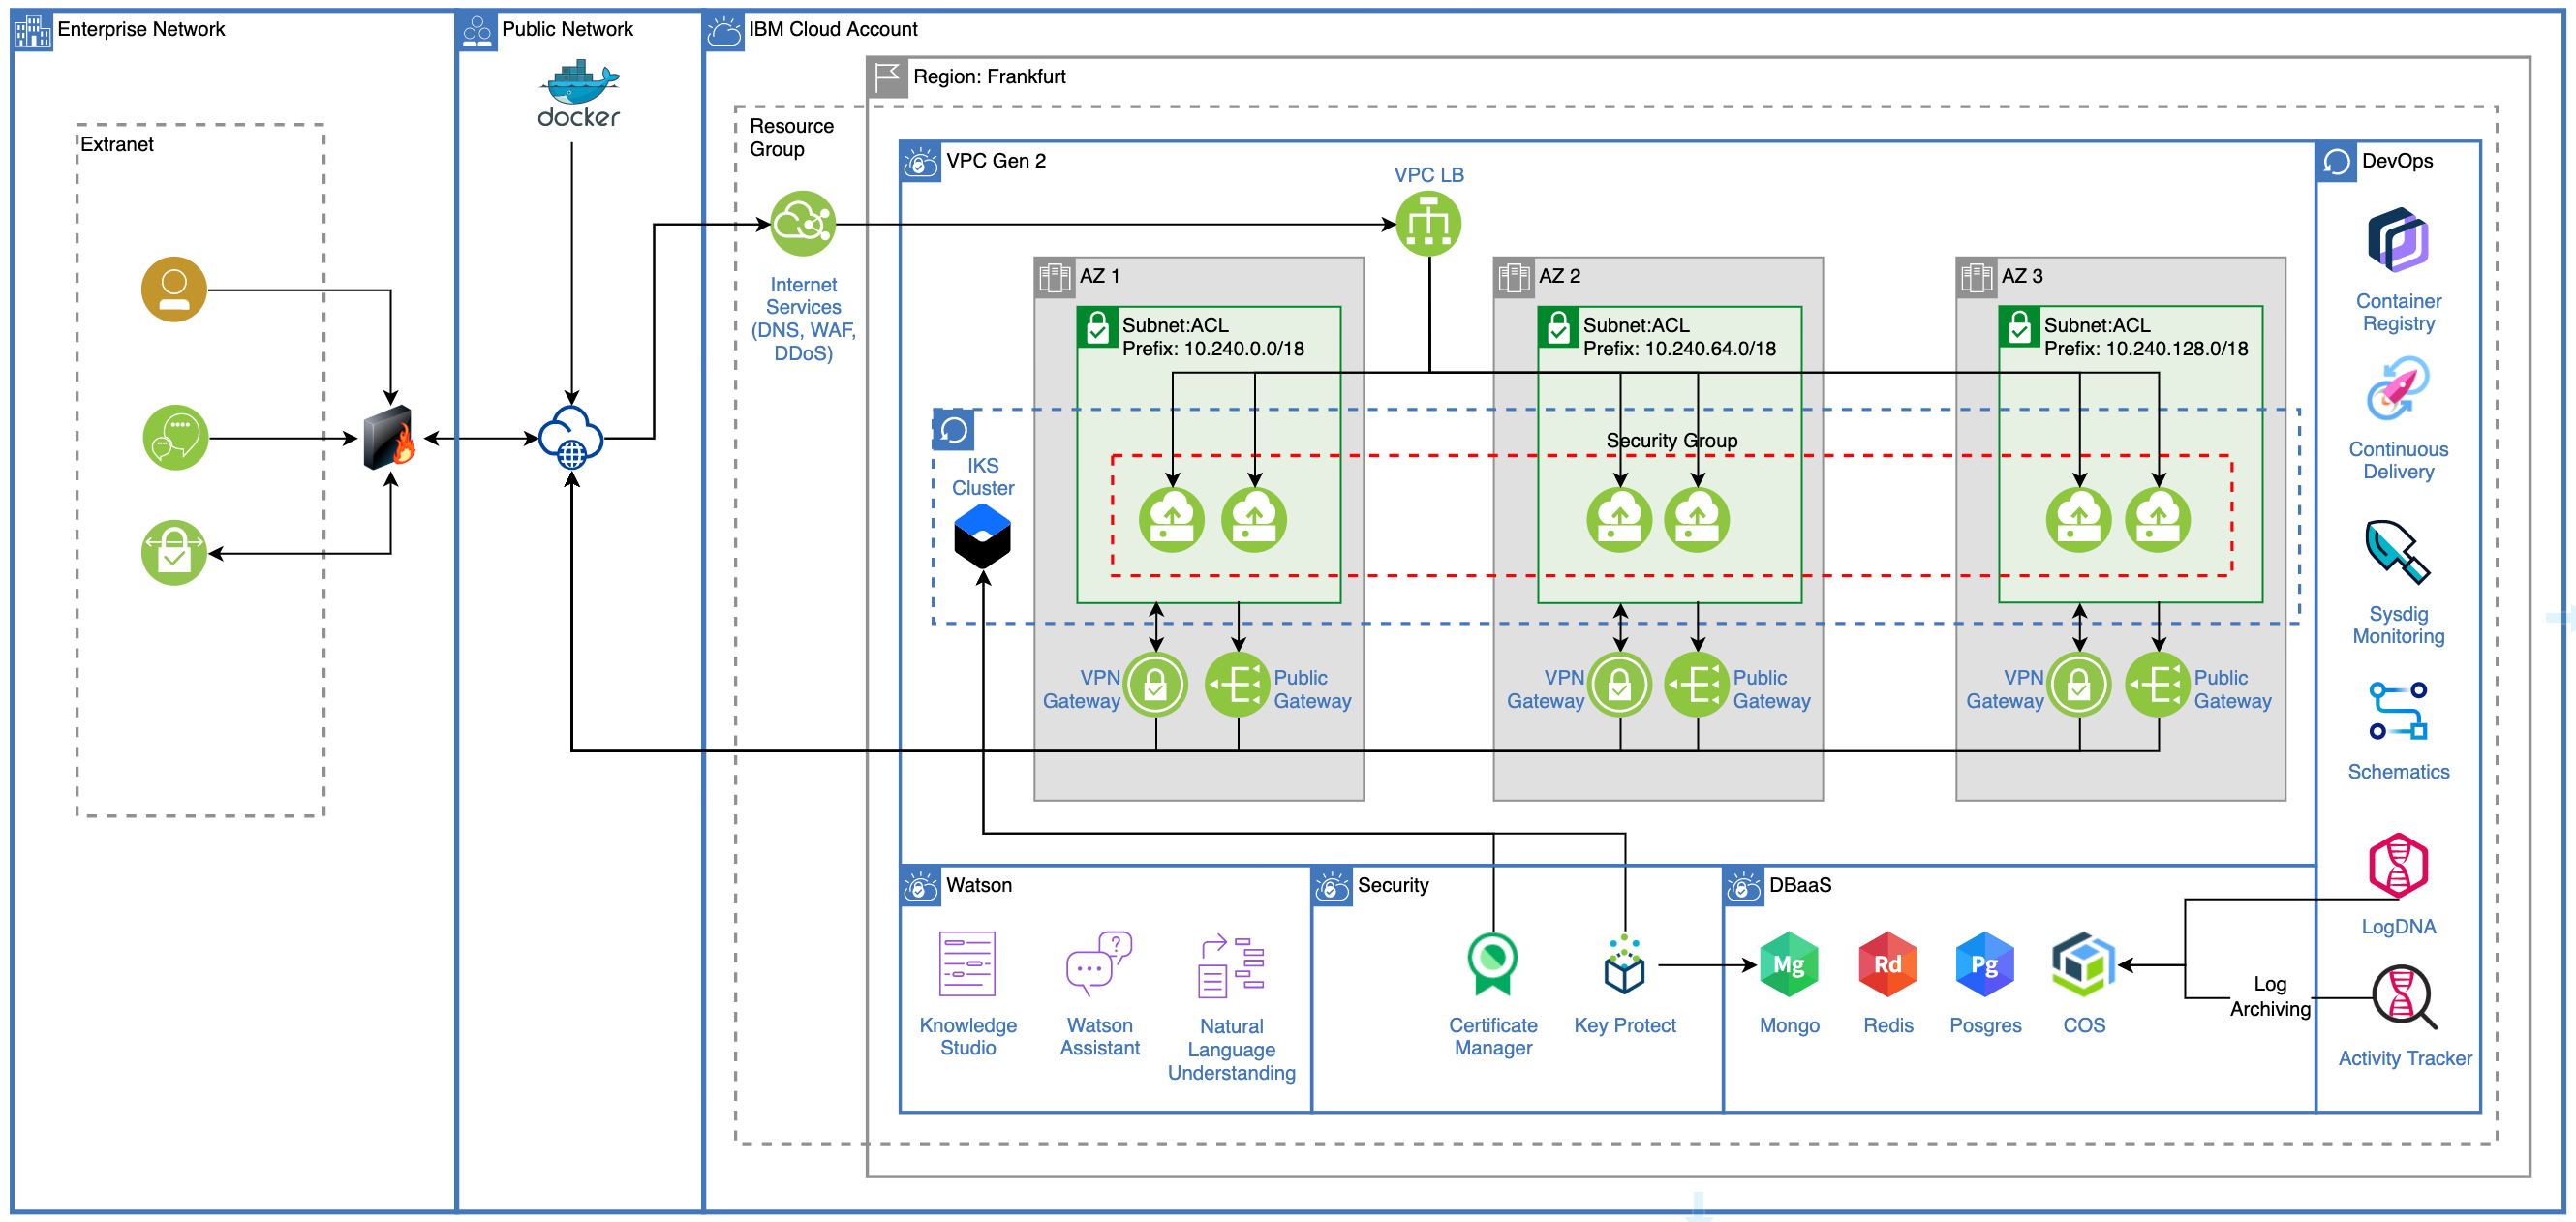 Enterprise Network
Public Network
IBM Cloud Account
docker
Region: Frankfurt
Extranet
Resource
Group
VPC Gen 2
VPC LB
DevOps
Internet
Services
(DNS, WAF,
DDoS)
AZ 1
Subnet:ACL
Prefix: 10.240.0.0/18
AZ 2
Subnet:ACL
Prefix: 10.240.64.0/18
AZ 3
Subnet:ACL
Prefix: 10.240.128.0/18
Container
Registry
Continuous
Delivery
Security Group
IKS
Cluster
Sysdig
Monitoring
VPN
Gateway
Public
Gateway
VPN
Gateway
Public
Gateway
VPN
Gateway
Public
Gateway
Schematics
Watson
Security
DBaaS
LogDNA
Knowledge
Studio
Watson
Assistant
?
Natural
Language
Understanding
Certificate
Manager
Key Protect
Mg
Mongo
Rd
Redis
Pg
Posgres
COS
Log
Archiving
Activity Tracker